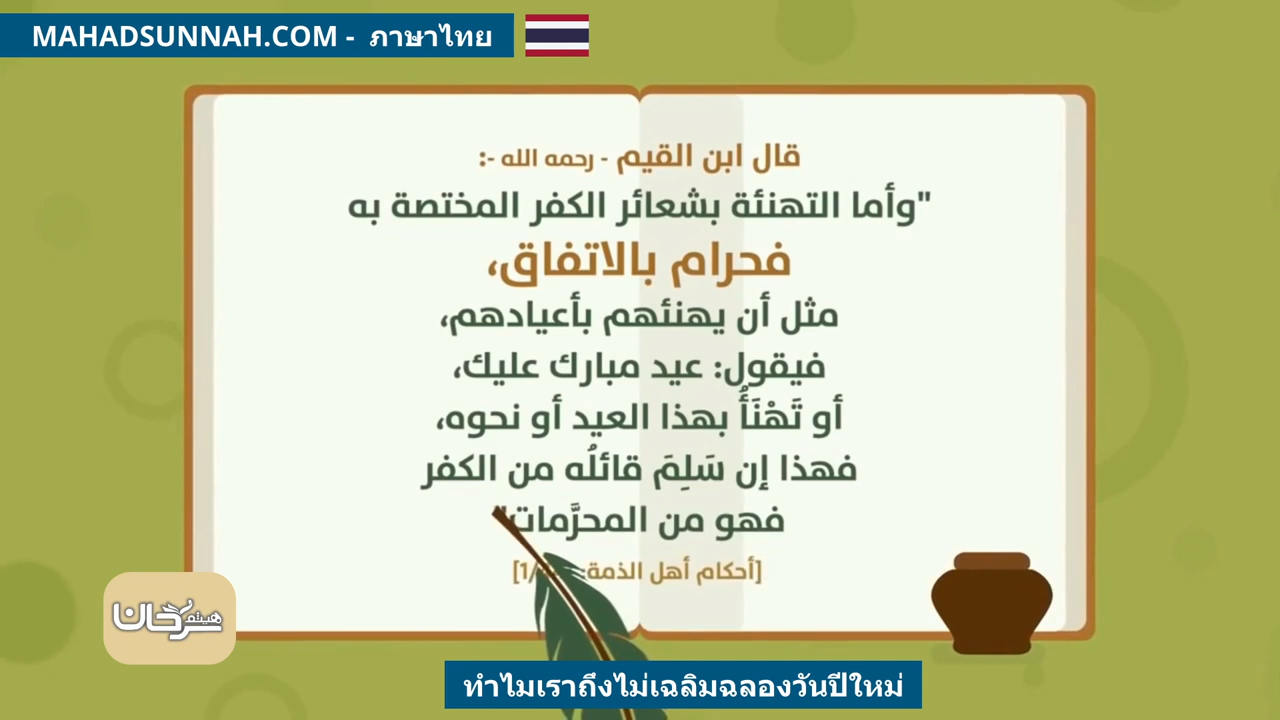 MAHADSUNNAH.COM - ภาษาไทย
قال ابن القيم - رحمه الله -:
"وأما التهنئة بشعائر الكفر المختصة به
فحرام بالاتفاق،
مثل أن يهنئهم بأعيادهم،
فيقول: عيد مبارك عليك،
أو تَهْنَأُ بهذا العيد أو نحوه،
فهذا إن سَلِمَ قائلُه من الكفر
فهو من المحرَّمات"
[أحكام أهل الذمة: 1/]
هيثم سرحان
ทำไมเราถึงไม่เฉลิมฉลองวันปีใหม่